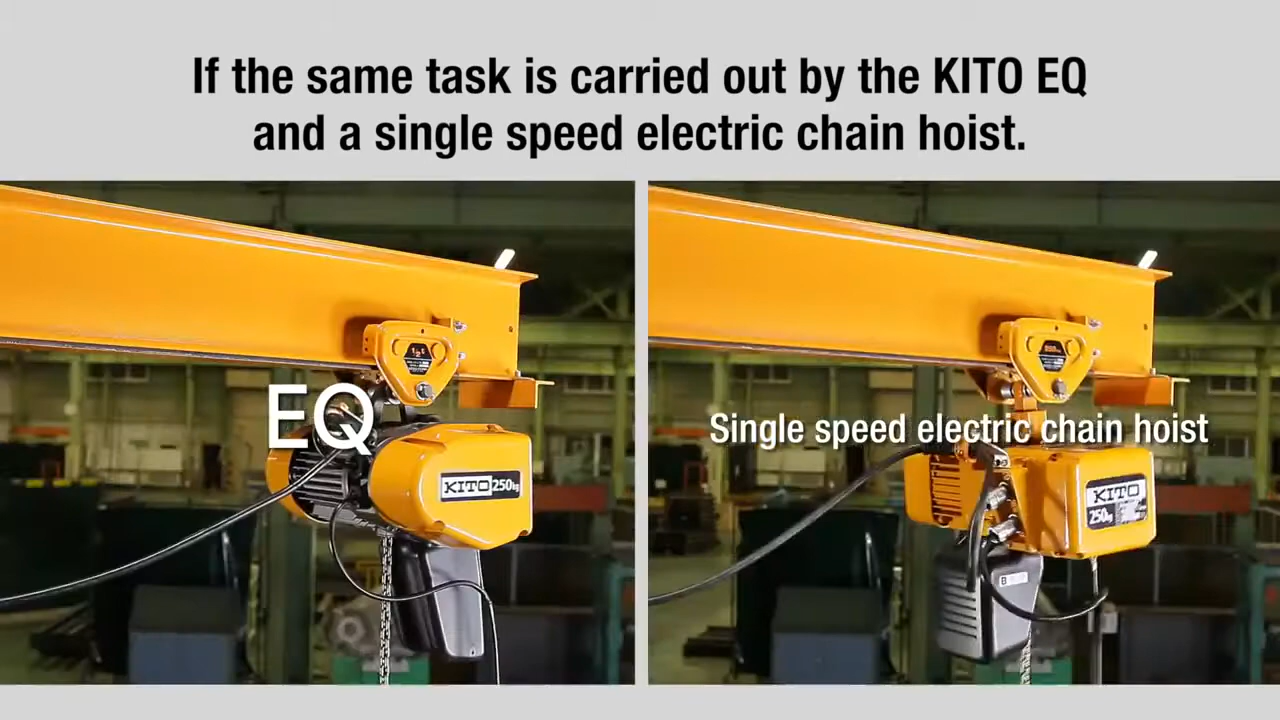 If the same task is carried out by the KITO EQ
and a single speed electric chain hoist.
EQ
Single speed electric chain hoist
KITO 250kg
KITO
250kg
B